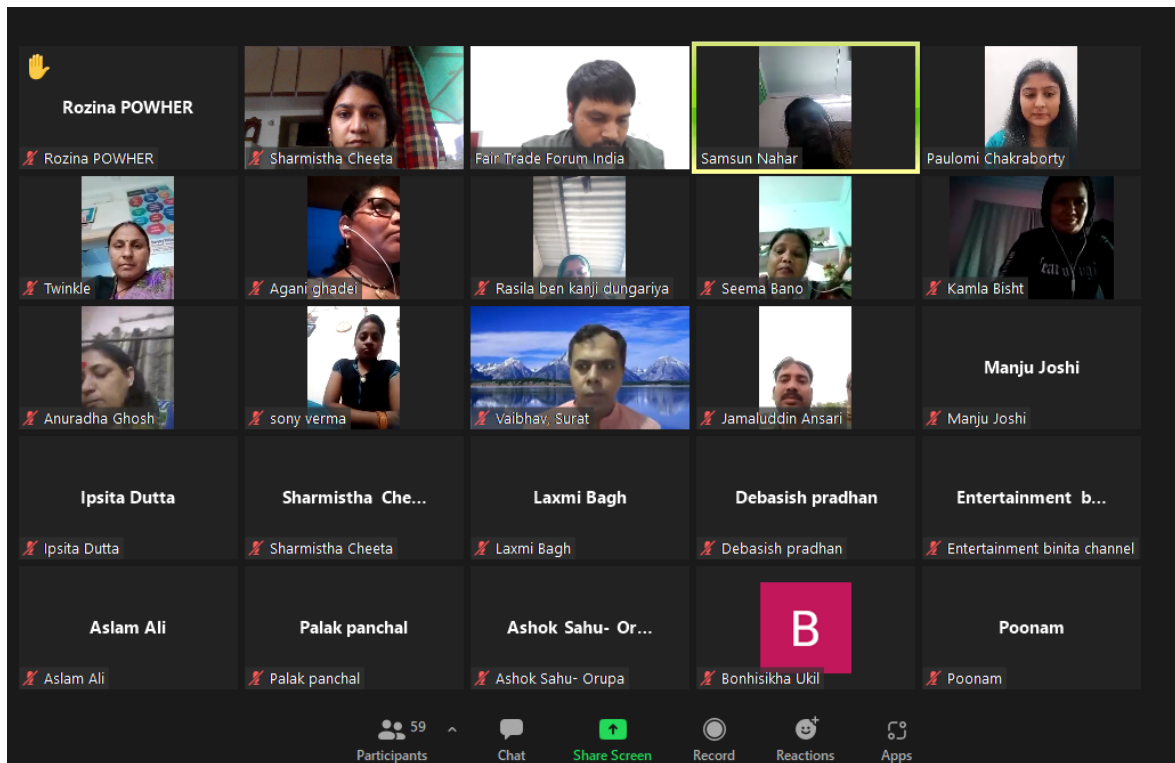 Rozina POWHER
Rozina POWHER
Sharmistha Cheeta
Fair Trade Forum India
Samsun Nahar
Paulomi Chakraborty
Twinkle
Agani ghadei
Rasila ben kanji dungariya
Seema Bano
Kamla Bisht
Anuradha Ghosh
sony verma
Vaibhav, Surat
Jamaluddin Ansari
Manju Joshi
Manju Joshi
Ipsita Dutta
Ipsita Dutta
Sharmistha Che...
Sharmistha Cheeta
Laxmi Bagh
Laxmi Bagh
Debasish pradhan
Debasish pradhan
Entertainment b...
Entertainment binita channel
Aslam Ali
Aslam Ali
Palak panchal
Palak panchal
Ashok Sahu- Or...
Ashok Sahu- Orupa
B
Bonhisikha Ukil
Poonam
Poonam
59
Participants
Chat
Share Screen
Record
Reactions
Apps